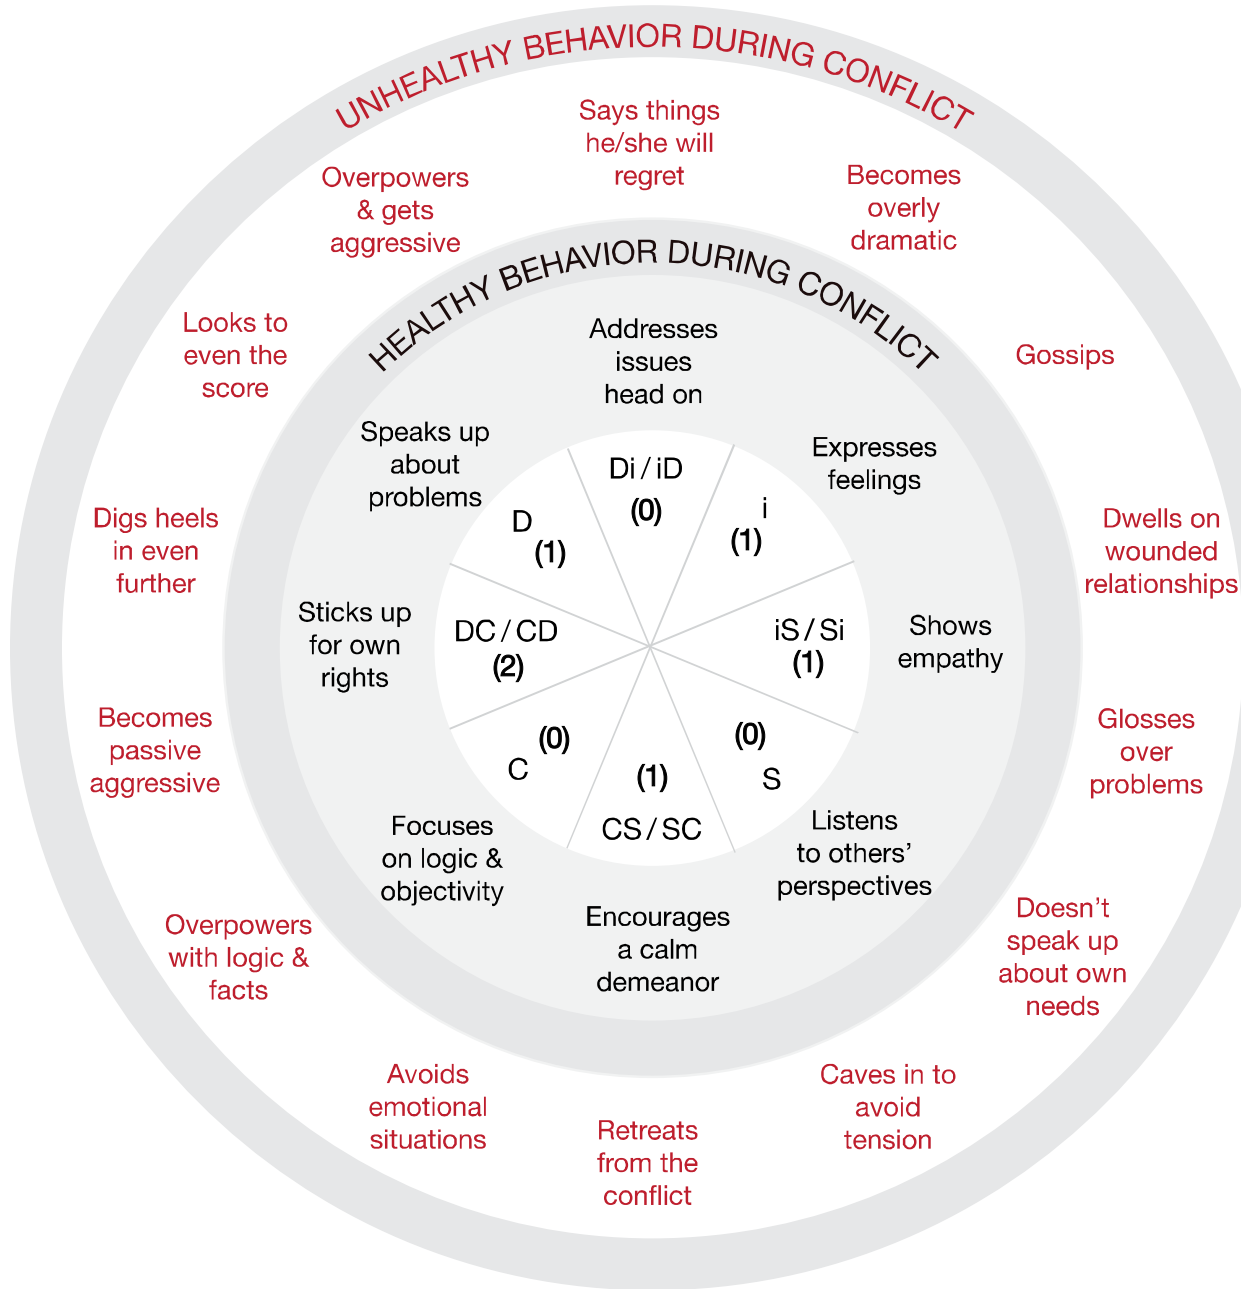 UNHEALTHY BEHAVIOR DURING CONFLICT
Says things
he/she will
regret
Becomes
overly
dramatic
Gossips
Dwells on
wounded
relationships
Glosses
over
problems
Doesn't
speak up
about own
needs
Caves in to
avoid
tension
Retreats
from the
conflict
Avoids
emotional
situations
Overpowers
with logic &
facts
Becomes
passive
aggressive
Digs heels
in even
further
Looks to
even the
score
Overpowers
& gets
aggressive
HEALTHY BEHAVIOR DURING CONFLICT
Addresses
issues
head on
Expresses
feelings
Shows
empathy
Listens
to others'
perspectives
Encourages
a calm
demeanor
Focuses
on logic &
objectivity
Sticks up
for own
rights
Speaks up
about
problems
Di / iD
(0)
i
(1)
iS / Si
(1)
(0)
S
(1)
CS / SC
(0)
C
DC / CD
(2)
D
(1)